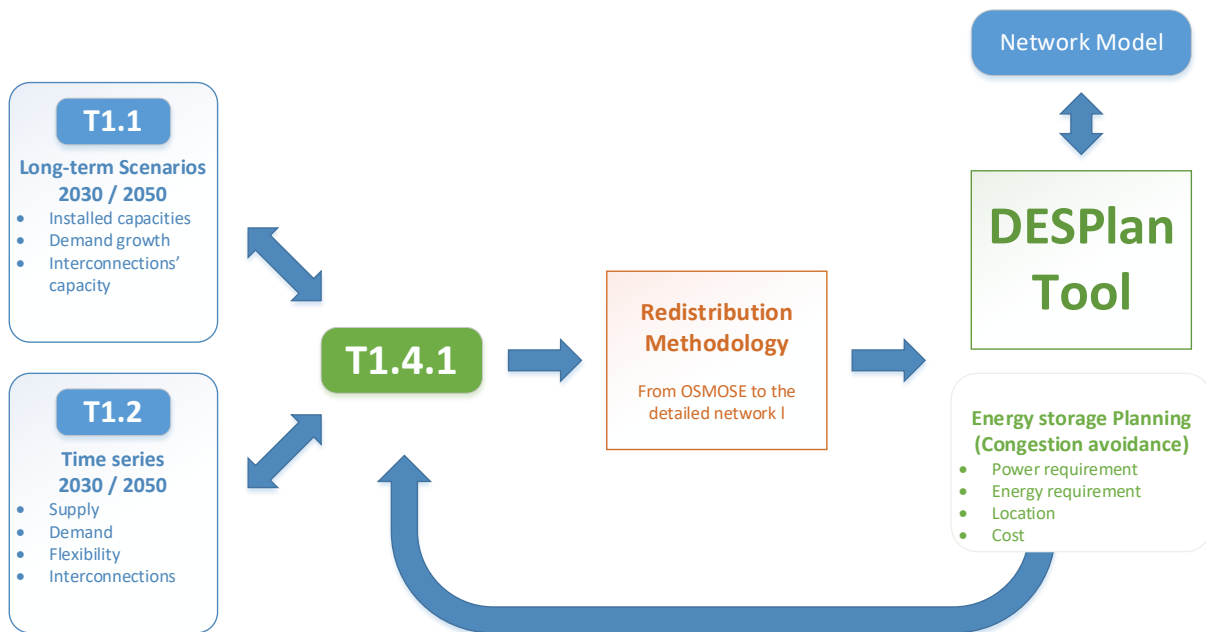 T1.1
Long-term Scenarios
2030 / 2050
• Installed capacities
• Demand growth
• Interconnections’
capacity
T1.2
Time series
2030 / 2050
• Supply
• Demand
• Flexibility
• Interconnections
T1.4.1
Redistribution
Methodology
From OSMOSE to the
detailed network l
Network Model
DESPlan
Tool
Energy storage Planning
(Congestion avoidance)
• Power requirement
• Energy requirement
• Location
• Cost